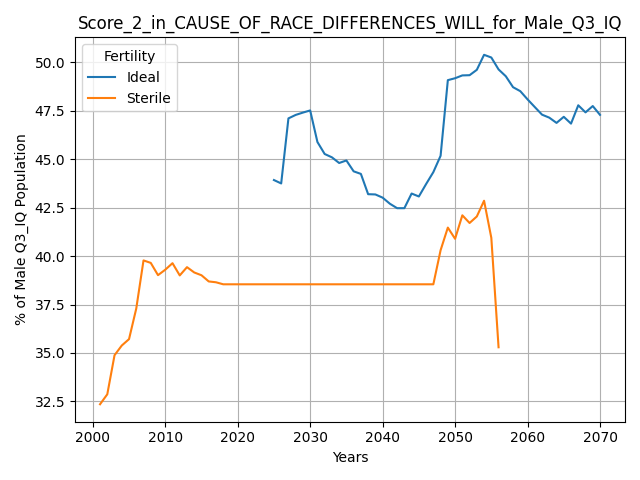 Score_2_in_CAUSE_OF_RACE_DIFFERENCES_WILL_for_Male_Q3_IQ
Fertility
Ideal
Sterile
% of Male Q3_IQ Population
50.0
47.5
45.0
42.5
40.0
37.5
35.0
32.5
2000 2010 2020 2030 2040 2050 2060 2070
Years